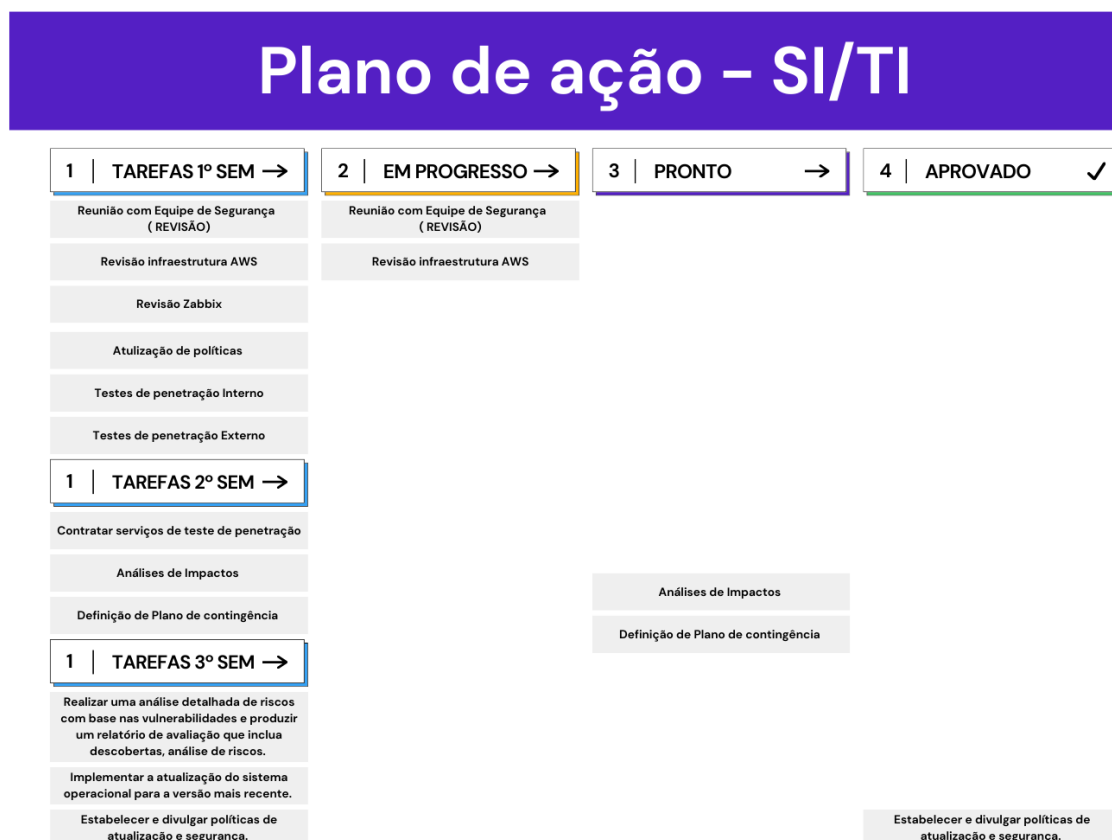 Plano de ação - SI/TI
1 TAREFAS 1º SEM
2 EM PROGRESSO
3 PRONTO
4 APROVADO
Reunião com Equipe de Segurança
( REVISÃO)
Revisão infraestrutura AWS
Revisão Zabbix
Atulização de políticas
Testes de penetração Interno
Testes de penetração Externo
Reunião com Equipe de Segurança
( REVISÃO)
Revisão infraestrutura AWS
1 TAREFAS 2º SEM
Contratar serviços de teste de penetração
Análises de Impactos
Definição de Plano de contingência
Análises de Impactos
Definição de Plano de contingência
1 TAREFAS 3º SEM
Realizar uma análise detalhada de riscos
com base nas vulnerabilidades e produzir
um relatório de avaliação que inclua
descobertas, análise de riscos.
Implementar a atualização do sistema
operacional para a versão mais recente.
Estabelecer e divulgar políticas de
atualização e segurança.
Estabelecer e divulgar políticas de
atualização e segurança.